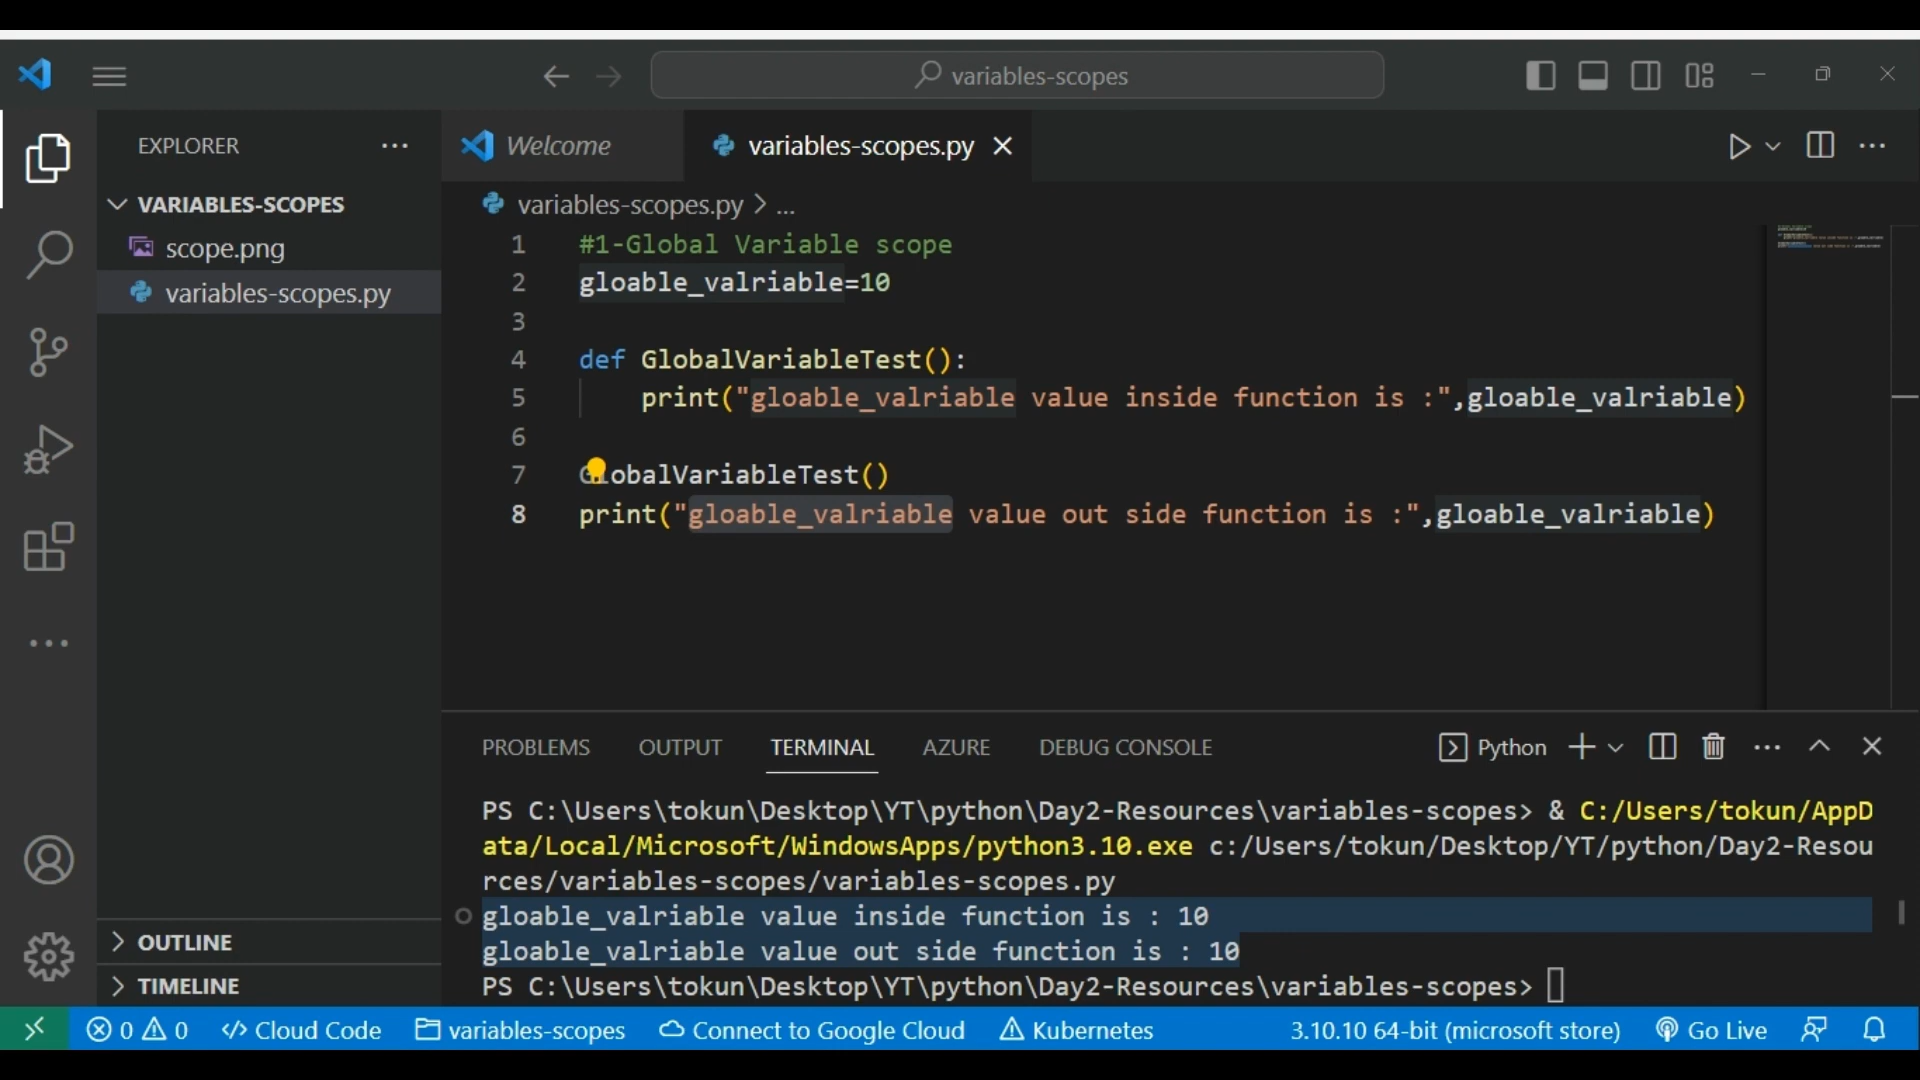 variables-scopes
EXPLORER
Welcome
variables-scopes.py
VARIABLES-SCOPES
scope.png
variables-scopes.py
variables-scopes.py > ...
1 #1-Global Variable scope
2 gloable_valriable=10
3
4 def GlobalVariableTest():
5 print("gloable_valriable value inside function is :",gloable_valriable)
6
7 GlobalVariableTest()
8 print("gloable_valriable value out side function is :",gloable_valriable)
PROBLEMS OUTPUT TERMINAL AZURE DEBUG CONSOLE Python
PS C:\Users\tokun\Desktop\YT\python\Day2-Resources\variables-scopes> & C:/Users/tokun/AppD
ata/Local/Microsoft/WindowsApps/python3.10.exe c:/Users/tokun/Desktop/YT/python/Day2-Resou
rces/variables-scopes/variables-scopes.py
gloable_valriable value inside function is : 10
gloable_valriable value out side function is : 10
PS C:\Users\tokun\Desktop\YT\python\Day2-Resources\variables-scopes>
OUTLINE
TIMELINE
0 0 Cloud Code variables-scopes Connect to Google Cloud Kubernetes 3.10.10 64-bit (microsoft store) Go Live